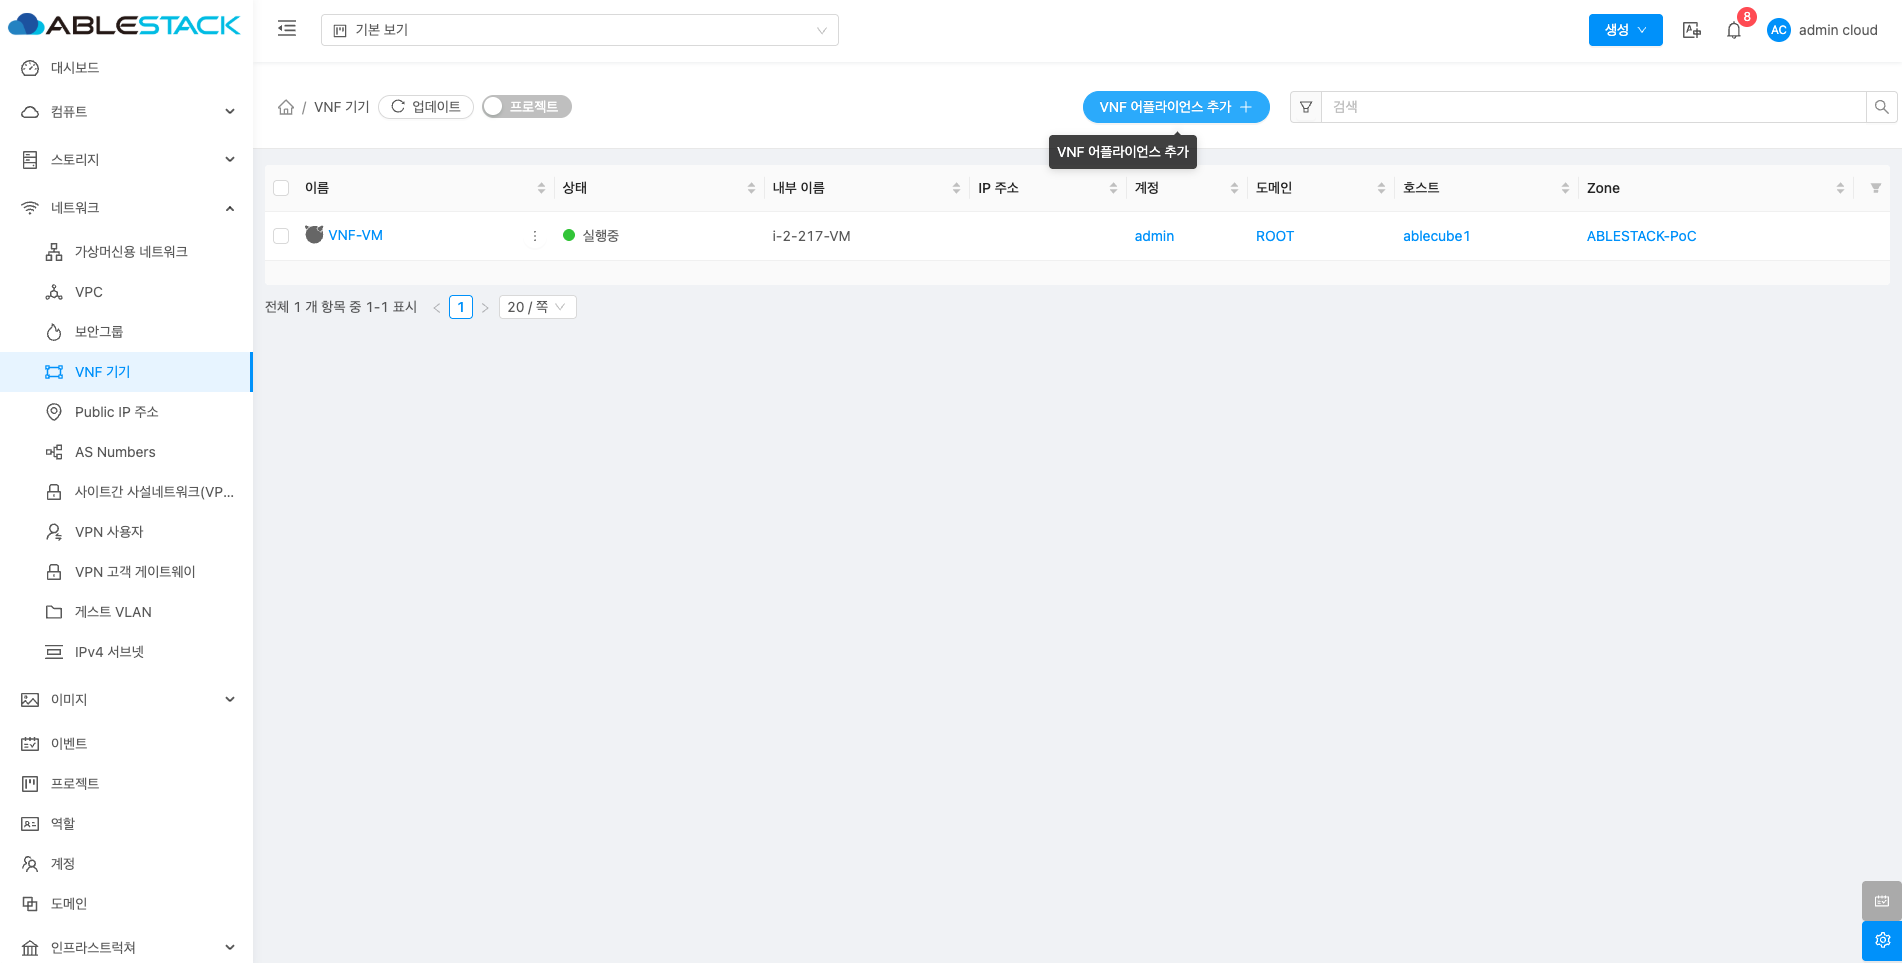 ABLESTACK
대시보드
컴퓨트
스토리지
네트워크
가상머신용 네트워크
VPC
보안그룹
VNF 기기
Public IP 주소
AS Numbers
사이트간 사설네트워크(VP...
VPN 사용자
VPN 고객 게이트웨이
게스트 VLAN
IPv4 서브넷
이미지
이벤트
프로젝트
역할
계정
도메인
인프라스트럭쳐
기본 보기
생성
8
AC admin cloud
/ VNF 기기 업데이트 프로젝트
VNF 어플라이언스 추가
검색
VNF 어플라이언스 추가
이름 상태 내부 이름 IP 주소 계정 도메인 호스트 Zone
VNF-VM 실행중 i-2-217-VM admin ROOT ablecube1 ABLESTACK-PoC
전체 1 개 항목 중 1-1 표시 < 1 > 20 / 쪽